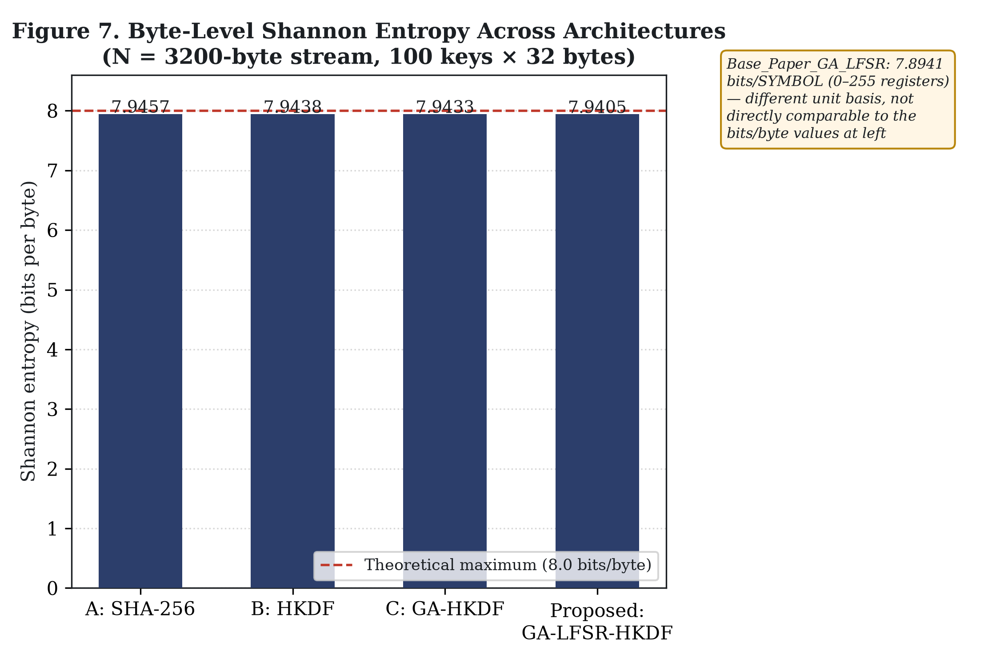 Figure 7. Byte-Level Shannon Entropy Across Architectures
(N = 3200-byte stream, 100 keys × 32 bytes)
Base_Paper_GA_LFSR: 7.8941
bits/SYMBOL (0–255 registers)
— different unit basis, not
directly comparable to the
bits/byte values at left
Shannon entropy (bits per byte)
8
7
6
5
4
3
2
1
0
7.9457
7.9438
7.9433
7.9405
Theoretical maximum (8.0 bits/byte)
A: SHA-256
B: HKDF
C: GA-HKDF
Proposed:
GA-LFSR-HKDF